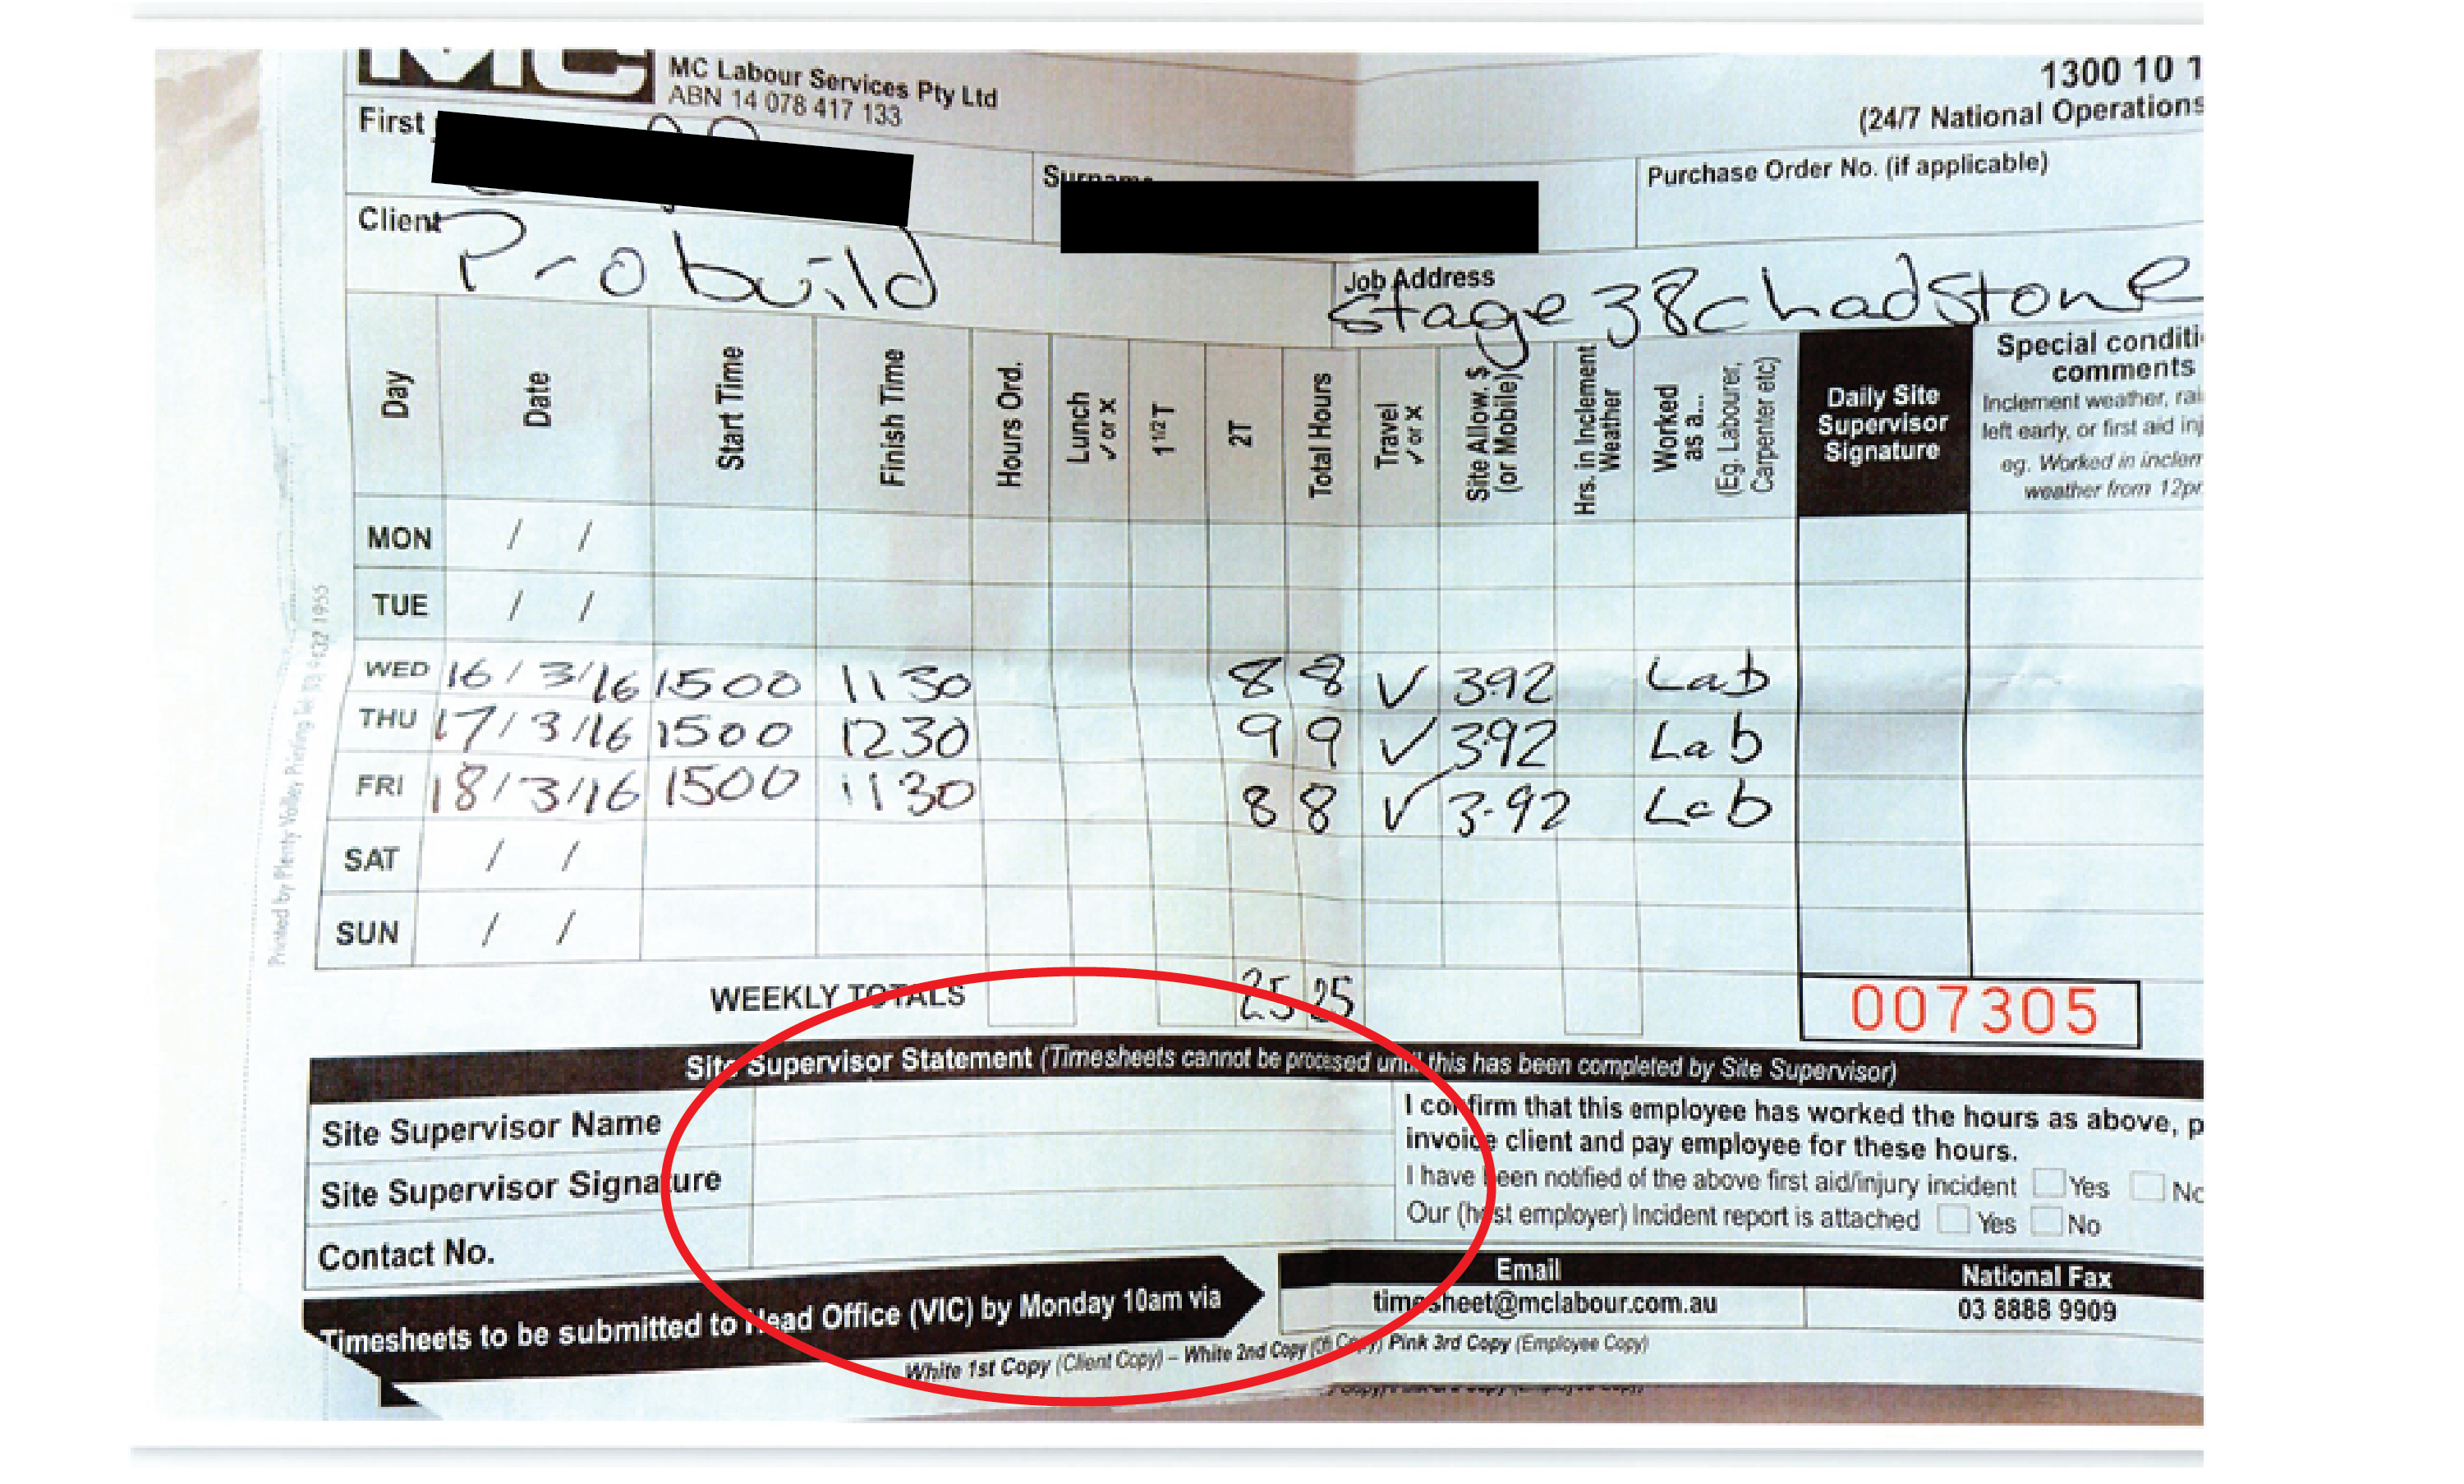 MC
MC Labour Services Pty Ltd
ABN 14 078 417 133
1300 10 1
(24/7 National Operations
First
Surname
Purchase Order No. (if applicable)
Client Probuild
Job Address
Stage 38 chadstone
Day Date Start Time Finish Time Hours Ord. Lunch ✓ or x 1 1/2 T 2T Total Hours Travel ✓ or x Site Allow. $ (or Mobile) Hrs. in Inclement Weather Worked as a... (Eg. Labourer, Carpenter etc) Daily Site Supervisor Signature
Special conditi
comments
Inclement weather, rai
left early, or first aid inj
eg. Worked in inclem
weather from 12pr
MON / /
TUE / /
WED 16/3/16 1500 1130 8 8 ✓ 392 Lab
THU 17/3/16 1500 1230 9 9 ✓ 3.92 Lab
FRI 18/3/16 1500 1130 8 8 ✓ 3.92 Lab
SAT / /
SUN / /
WEEKLY TOTALS 25 25
007305
Printed by Plenty Valley Printing
Site Supervisor Statement (Timesheets cannot be processed until this has been completed by Site Supervisor)
Site Supervisor Name
Site Supervisor Signature
Contact No.
I confirm that this employee has worked the hours as above, p
invoice client and pay employee for these hours.
I have been notified of the above first aid/injury incident Yes No
Our (host employer) Incident report is attached Yes No
Timesheets to be submitted to Head Office (VIC) by Monday 10am via
Email
timesheet@mclabour.com.au
National Fax
03 8888 9909
White 1st Copy (Client Copy) – White 2nd Copy Pink 3rd Copy (Employee Copy)